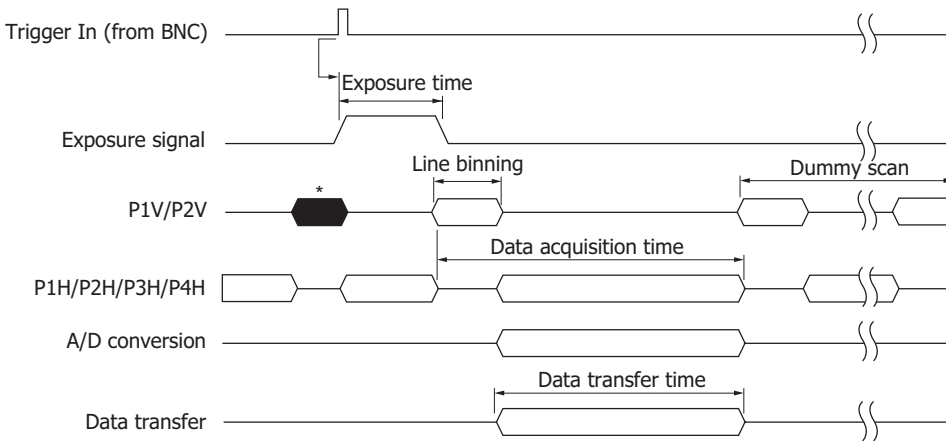 Trigger In (from BNC)
Exposure time
Exposure signal
Line binning
Dummy scan
*
P1V/P2V
Data acquisition time
P1H/P2H/P3H/P4H
A/D conversion
Data transfer time
Data transfer